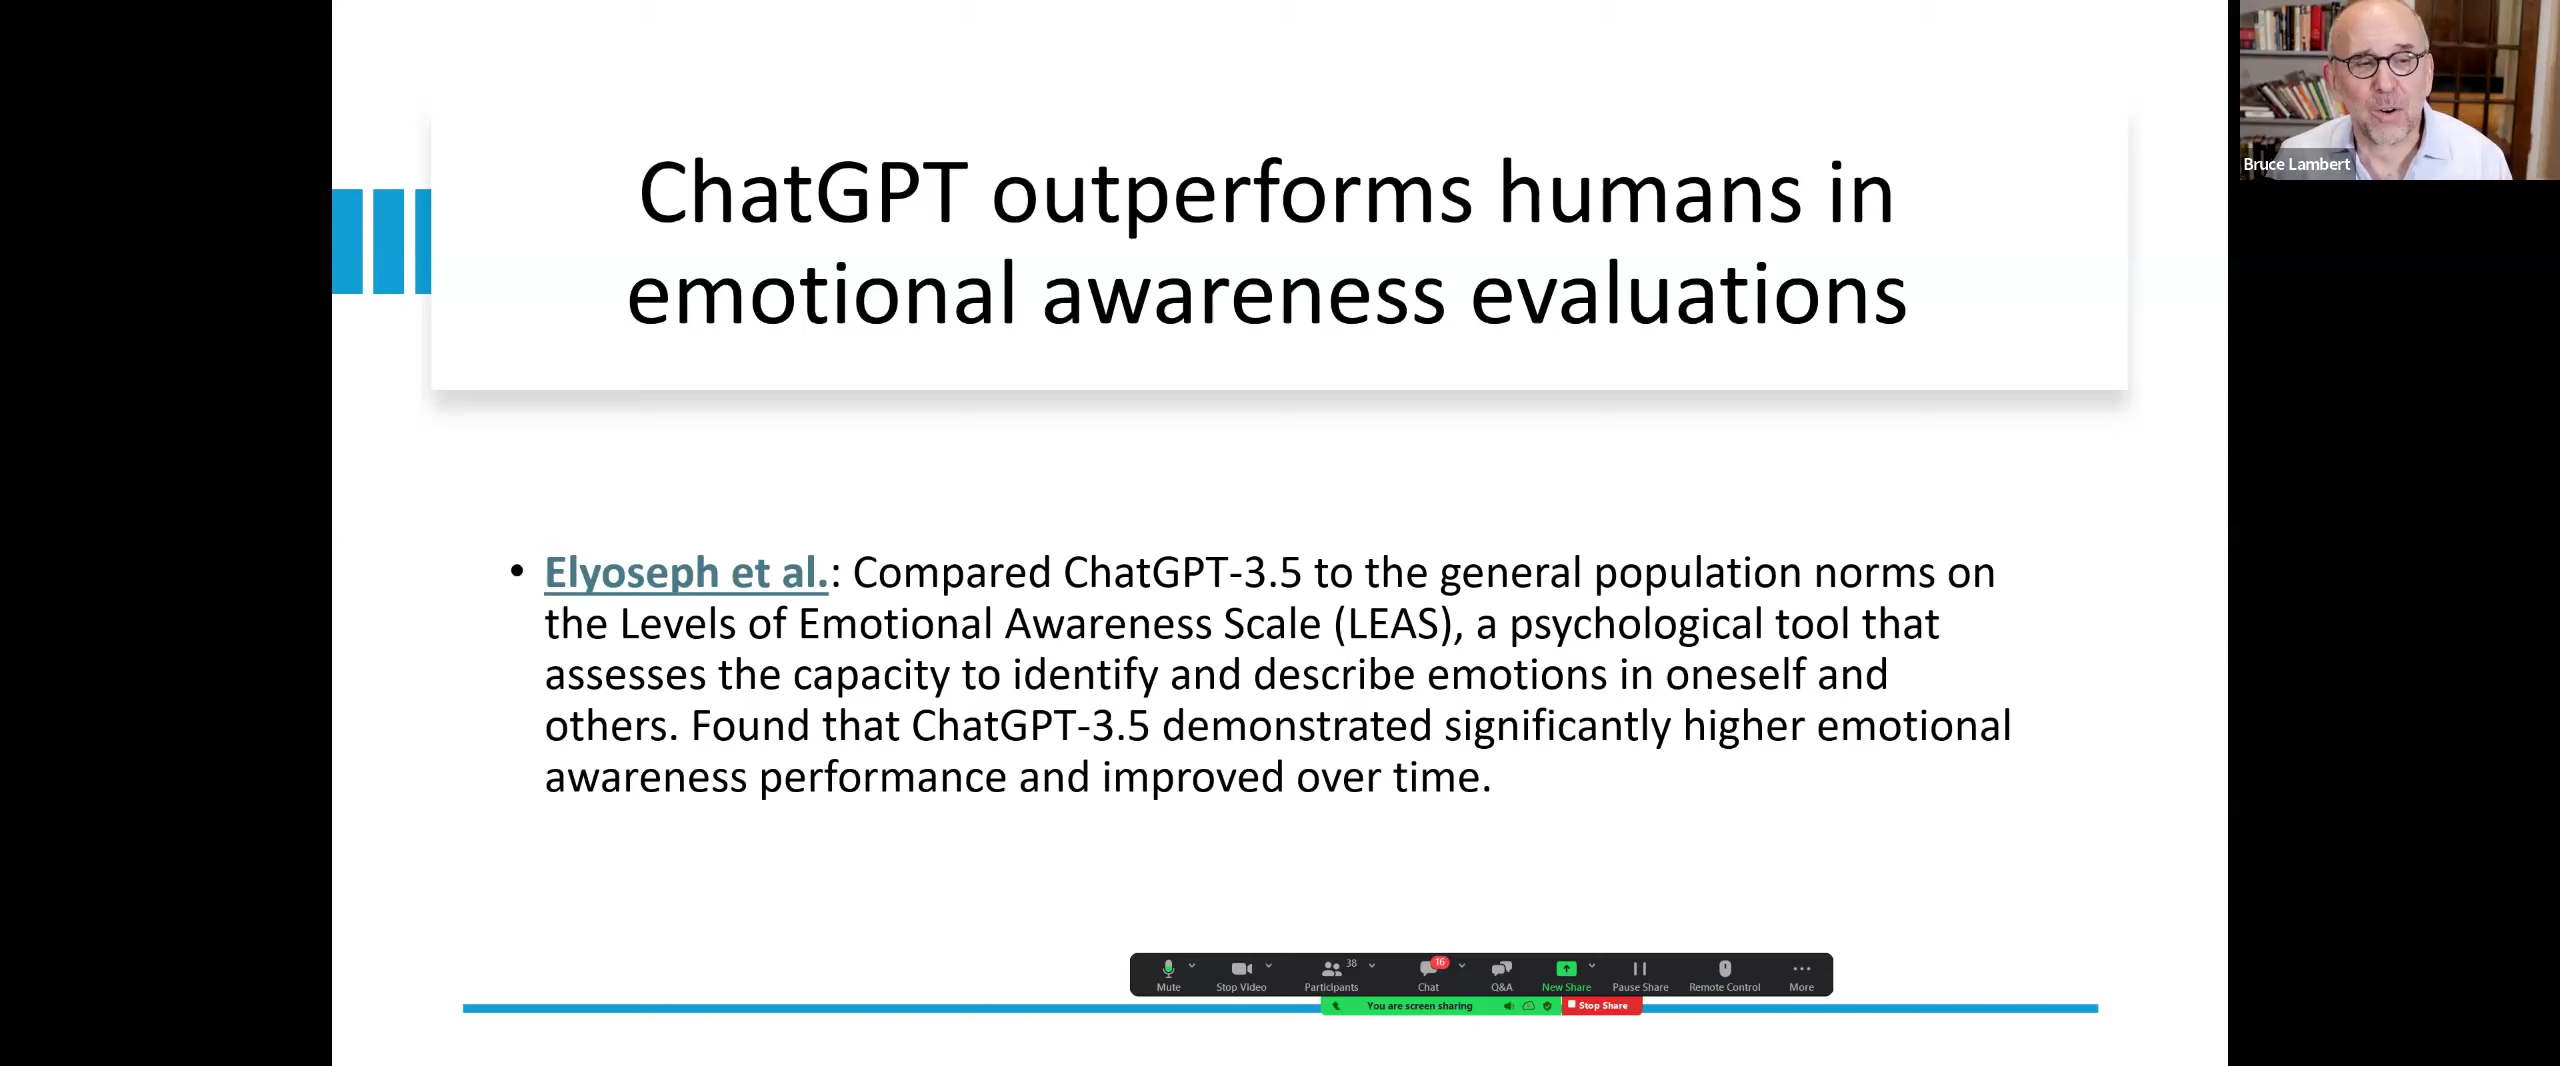 ChatGPT outperforms humans in
emotional awareness evaluations
• Elyoseph et al.: Compared ChatGPT-3.5 to the general population norms on
the Levels of Emotional Awareness Scale (LEAS), a psychological tool that
assesses the capacity to identify and describe emotions in oneself and
others. Found that ChatGPT-3.5 demonstrated significantly higher emotional
awareness performance and improved over time.
Bruce Lambert
38
16
Mute Stop Video Participants Chat Q&A New Share Pause Share Remote Control More
You are screen sharing Stop Share